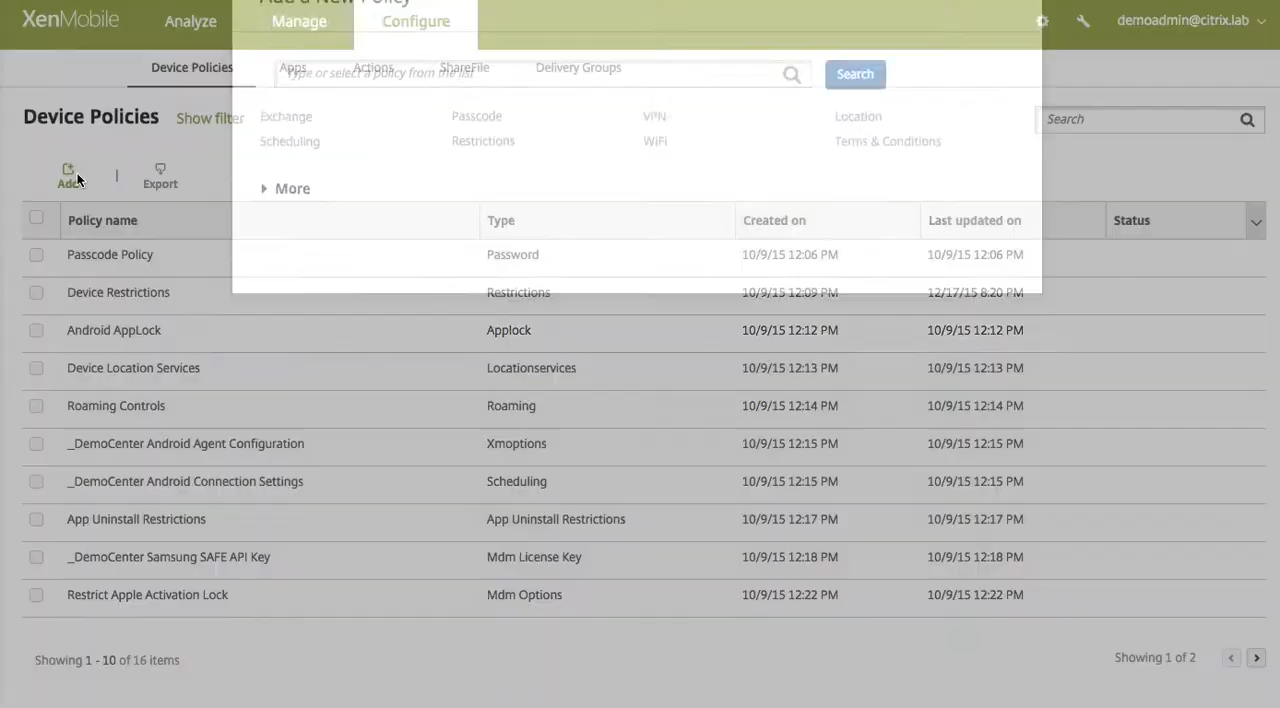 Add a New Policy
XenMobile Analyze Manage Configure demoadmin@citrix.lab
Device Policies Apps Actions ShareFile Delivery Groups
Type or select a policy from the list Search
Device Policies Show filter Search
Exchange Passcode VPN Location
Scheduling Restrictions WiFi Terms & Conditions
Add | Export
More
Policy name Type Created on Last updated on Status
Passcode Policy Password 10/9/15 12:06 PM 10/9/15 12:06 PM
Device Restrictions Restrictions 10/9/15 12:09 PM 12/17/15 8:20 PM
Android AppLock Applock 10/9/15 12:12 PM 10/9/15 12:12 PM
Device Location Services Locationservices 10/9/15 12:13 PM 10/9/15 12:13 PM
Roaming Controls Roaming 10/9/15 12:14 PM 10/9/15 12:14 PM
_DemoCenter Android Agent Configuration Xmoptions 10/9/15 12:15 PM 10/9/15 12:15 PM
_DemoCenter Android Connection Settings Scheduling 10/9/15 12:15 PM 10/9/15 12:15 PM
App Uninstall Restrictions App Uninstall Restrictions 10/9/15 12:17 PM 10/9/15 12:17 PM
_DemoCenter Samsung SAFE API Key Mdm License Key 10/9/15 12:18 PM 10/9/15 12:18 PM
Restrict Apple Activation Lock Mdm Options 10/9/15 12:22 PM 10/9/15 12:22 PM
Showing 1 - 10 of 16 items Showing 1 of 2